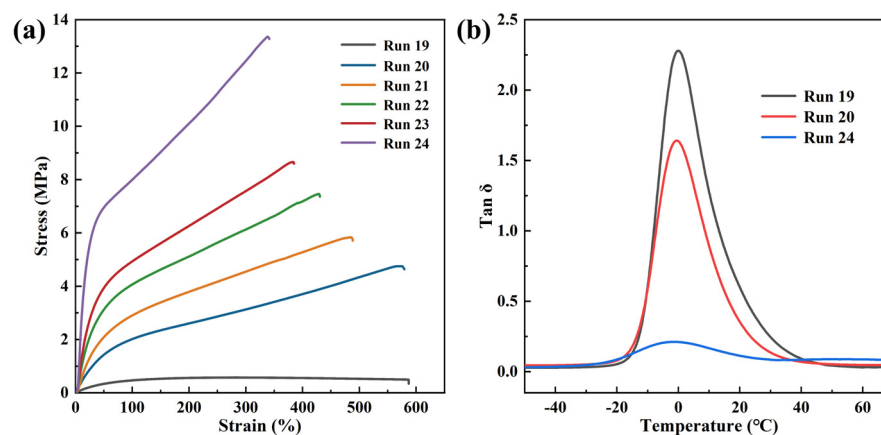 (a)
14
12
10
8
6
4
2
0
Stress (MPa)
0 100 200 300 400 500 600
Strain (%)
Run 19
Run 20
Run 21
Run 22
Run 23
Run 24
(b)
2.5
2.0
1.5
1.0
0.5
0.0
Tan δ
-40 -20 0 20 40 60
Temperature (℃)
Run 19
Run 20
Run 24